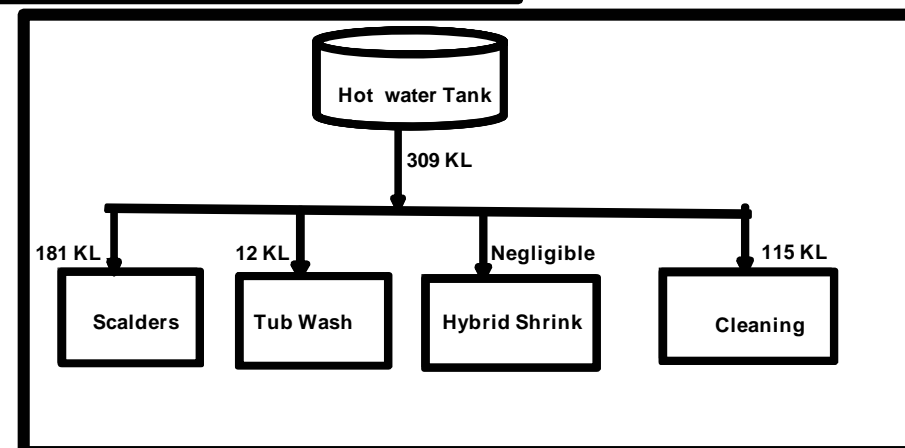 Hot water Tank
309 KL
181 KL
12 KL
Negligible
115 KL
Scalders
Tub Wash
Hybrid Shrink
Cleaning